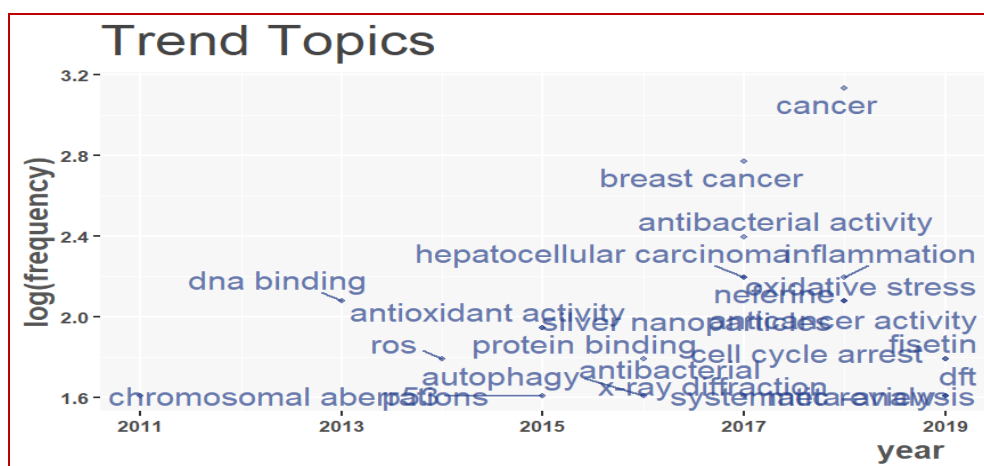 Trend Topics
3.2
cancer
2.8
breast cancer
log(frequency)
antibacterial activity
2.4
hepatocellular carcinoma
inflammation
dna binding
oxidative stress
neferine
antioxidant activity
2.0
silver nanoparticles
anticancer activity
ros
protein binding
fisetin
cell cycle arrest
antibacterial
autophagy
dft
x-ray diffraction
1.6
chromosomal aberrations
p53
systematic review
meta-analysis
2011
2013
2015
2017
2019
year